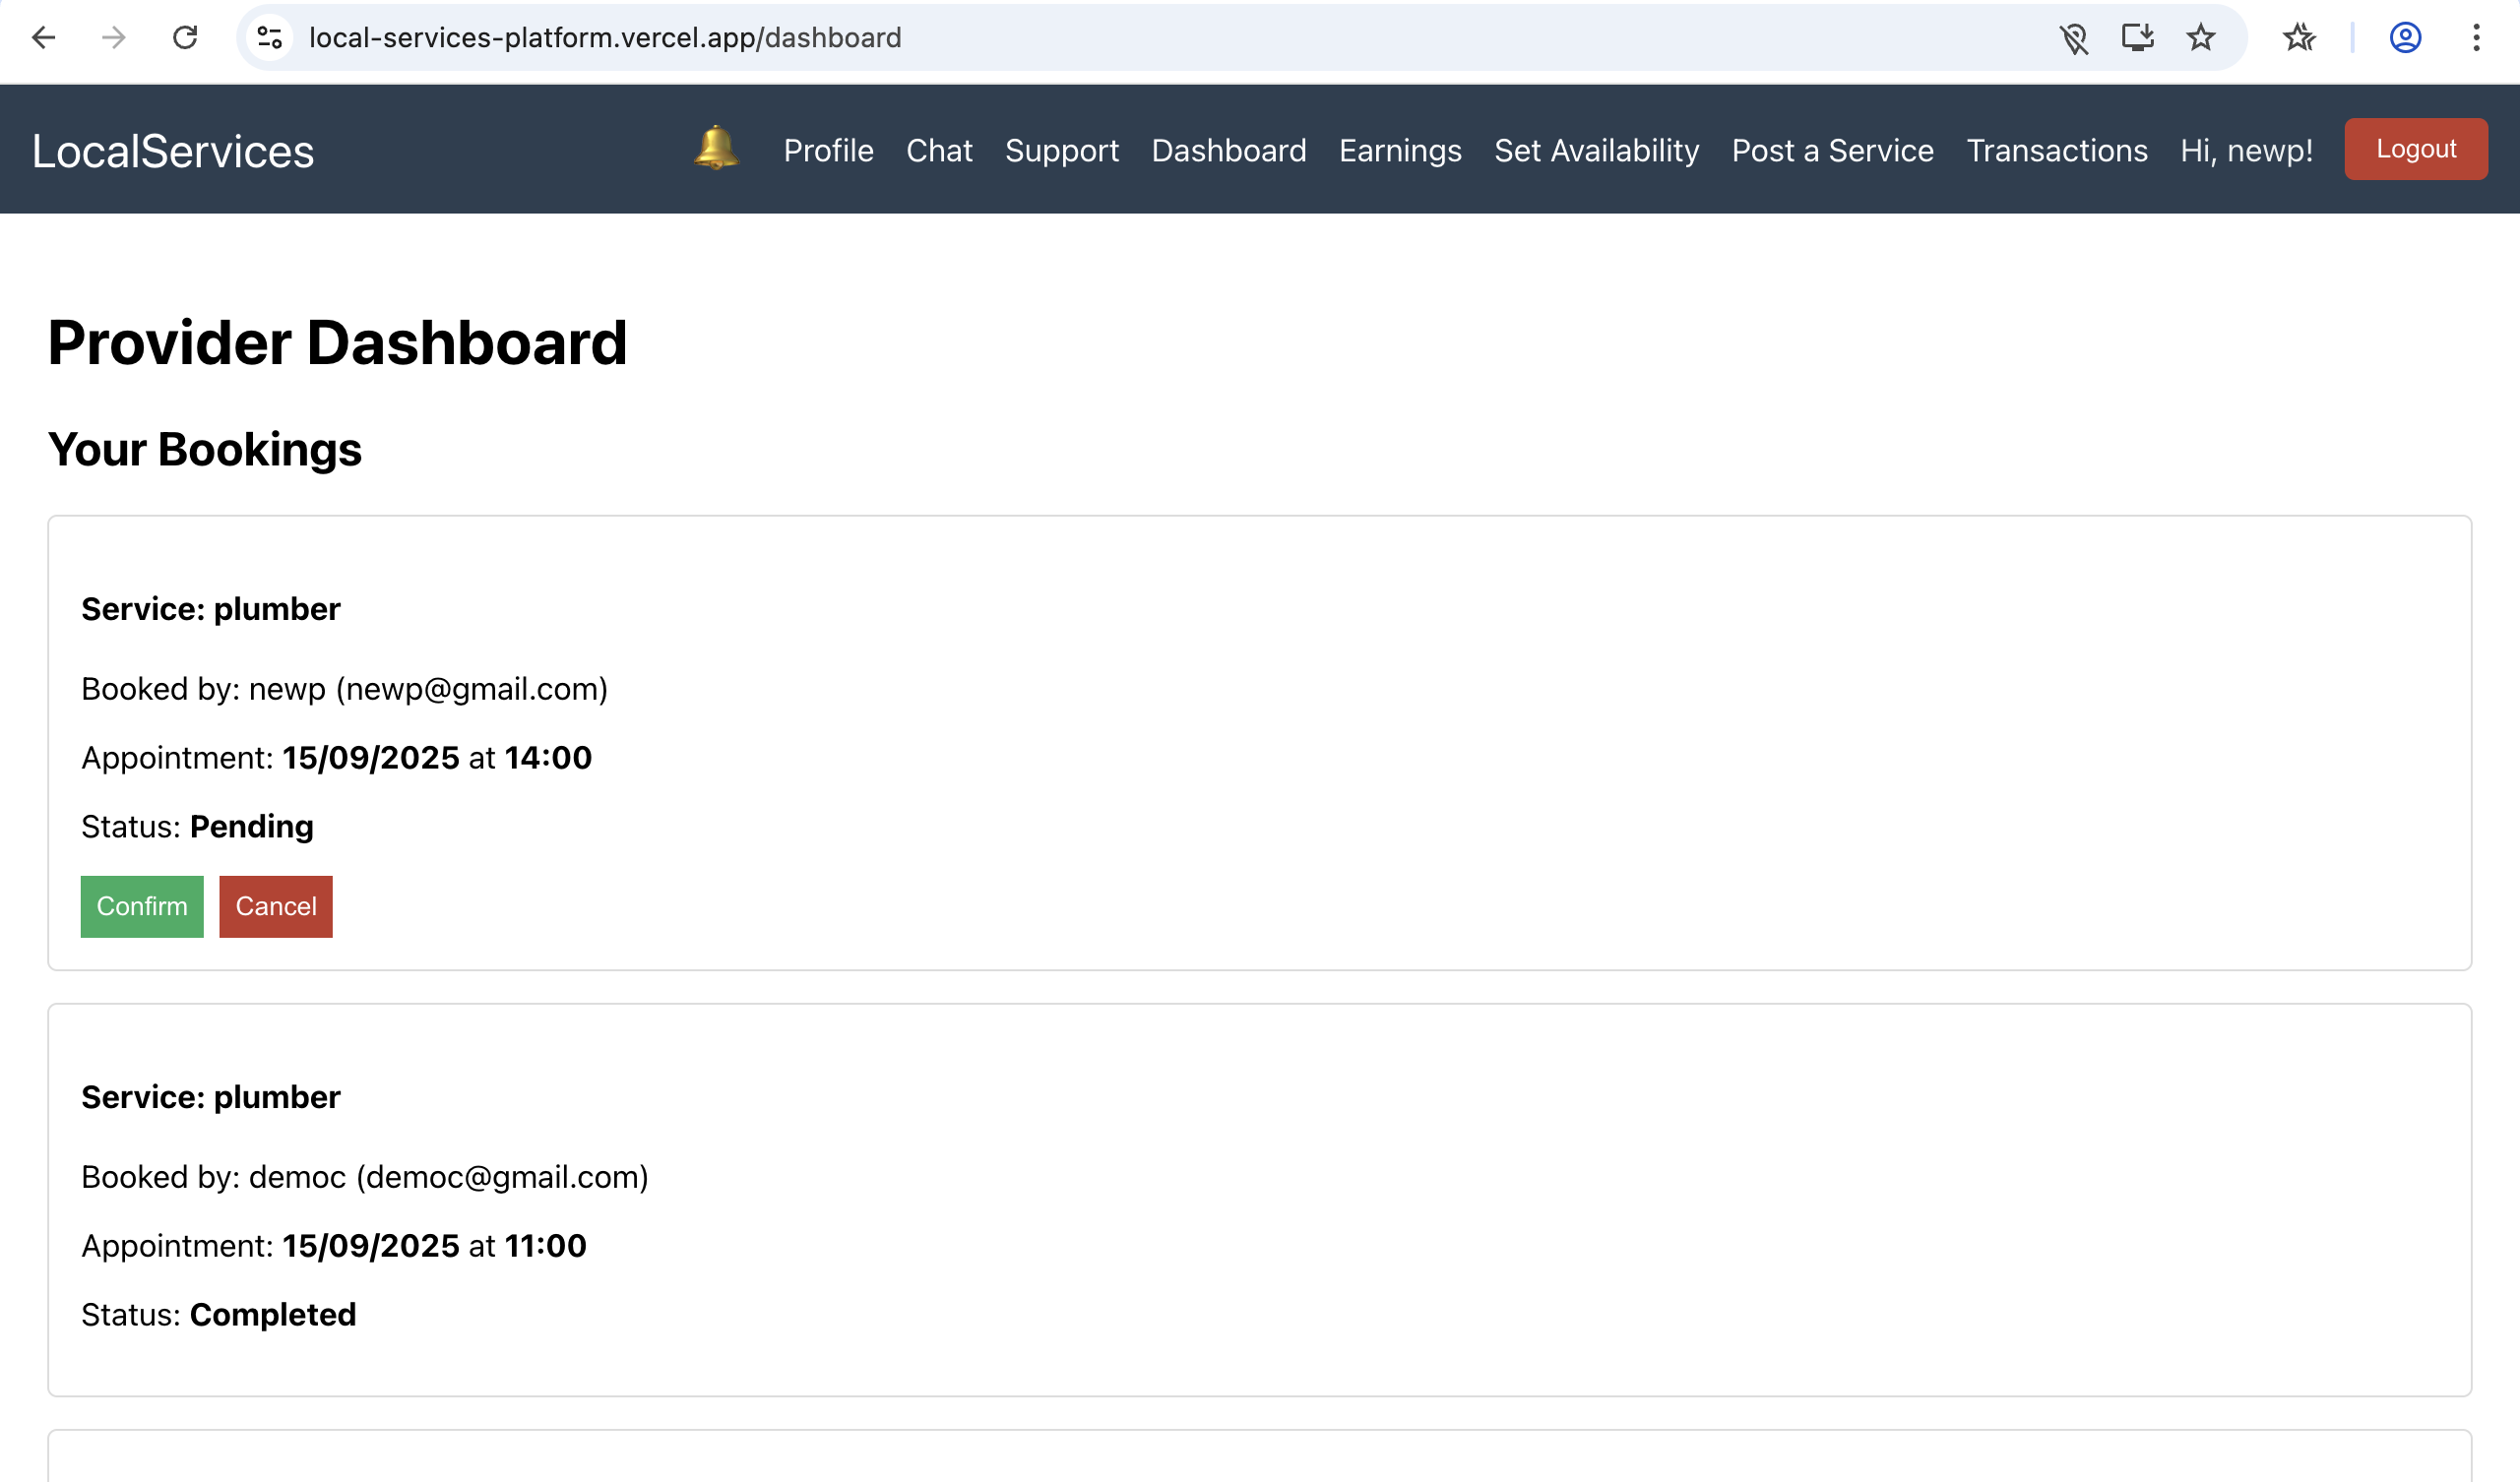 local-services-platform.vercel.app/dashboard
LocalServices Profile Chat Support Dashboard Earnings Set Availability Post a Service Transactions Hi, newp! Logout
Provider Dashboard
Your Bookings
Service: plumber
Booked by: newp (newp@gmail.com)
Appointment: 15/09/2025 at 14:00
Status: Pending
Confirm Cancel
Service: plumber
Booked by: democ (democ@gmail.com)
Appointment: 15/09/2025 at 11:00
Status: Completed